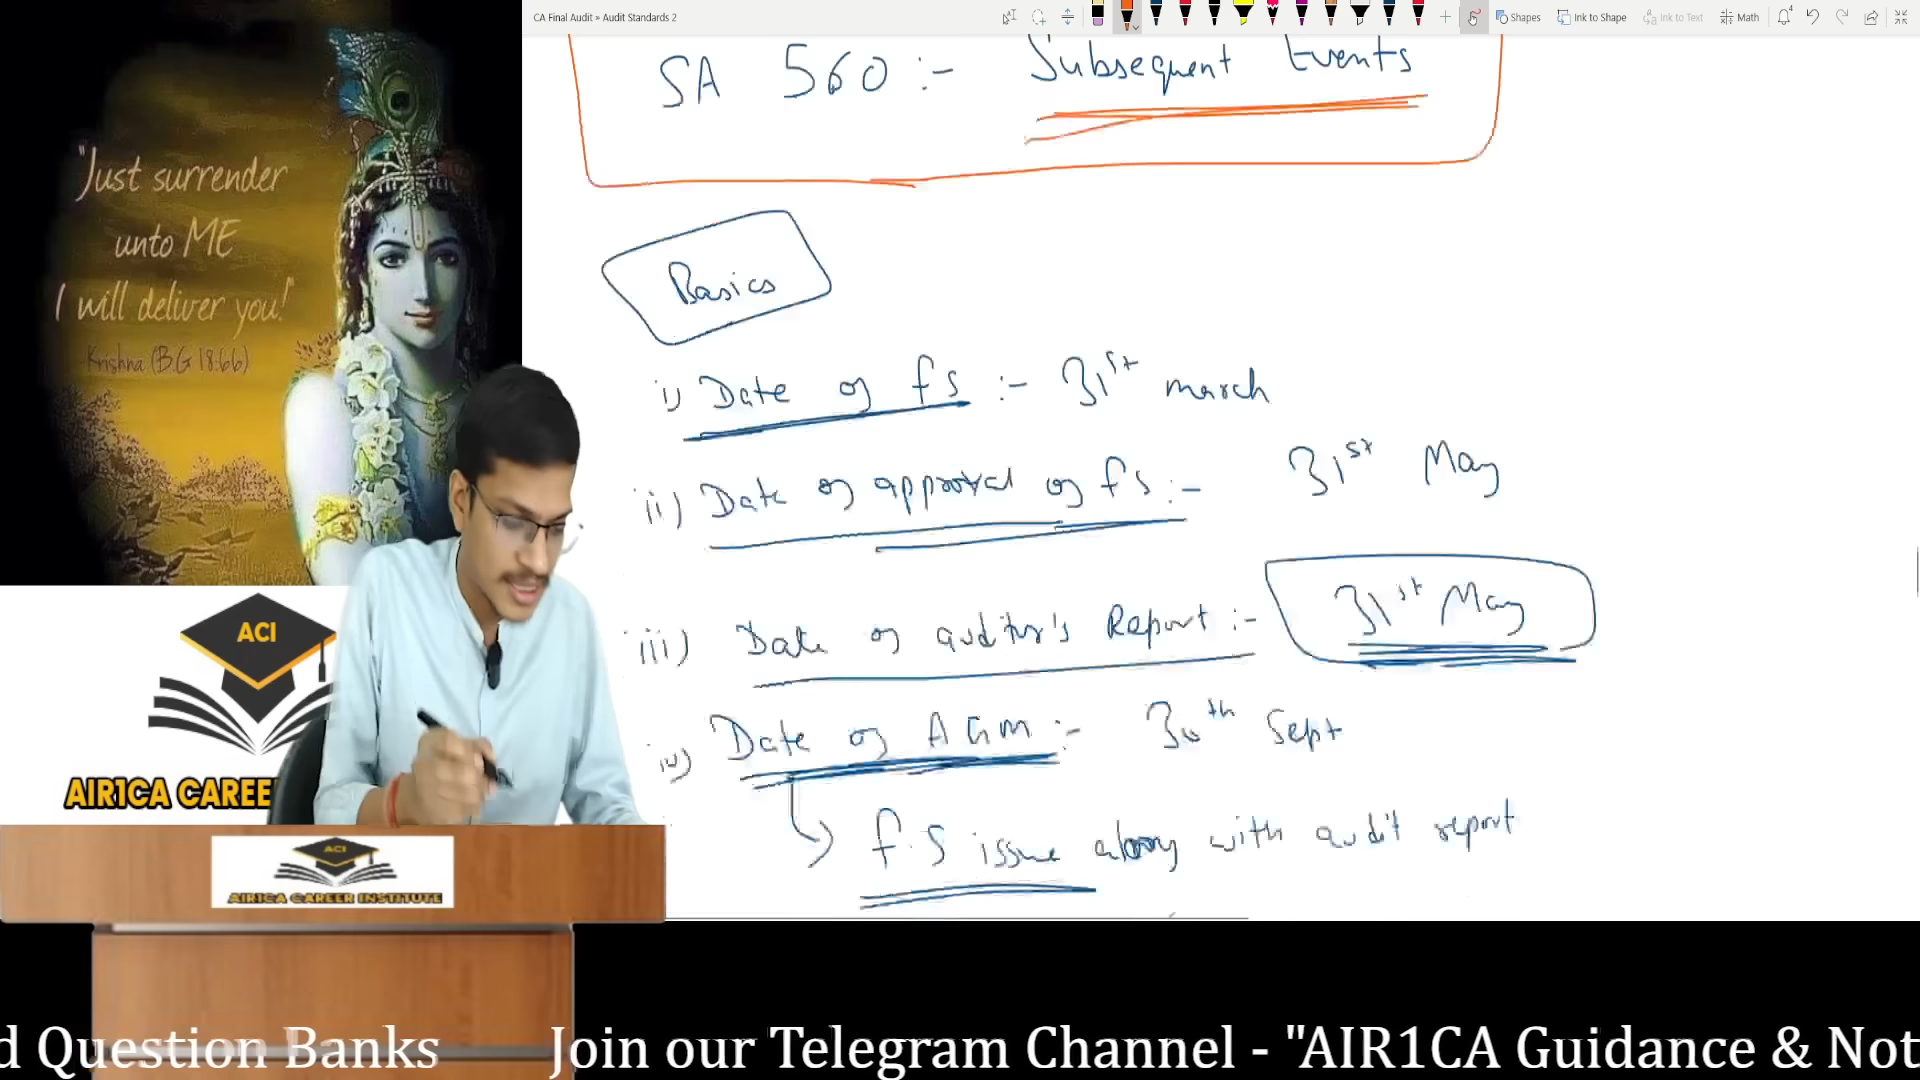 CA Final Audit » Audit Standards 2
Shapes
Ink to Shape
Ink to Text
Math
SA 560 :- Subsequent Events
"Just surrender
unto ME
I will deliver you!"
Krishna (B.G 18.66)
Basics
i) Date of fs :- 31st march
ii) Date of approval of fs :- 31st May
iii) Date of auditor's Report :- 31st May
iv) Date of AGM :- 30th Sept
f.S issue along with audit report
ACI
AIR1CA CAREE
ACI
AIR1CA CAREER INSTITUTE
d Question Banks Join our Telegram Channel - "AIR1CA Guidance & Not